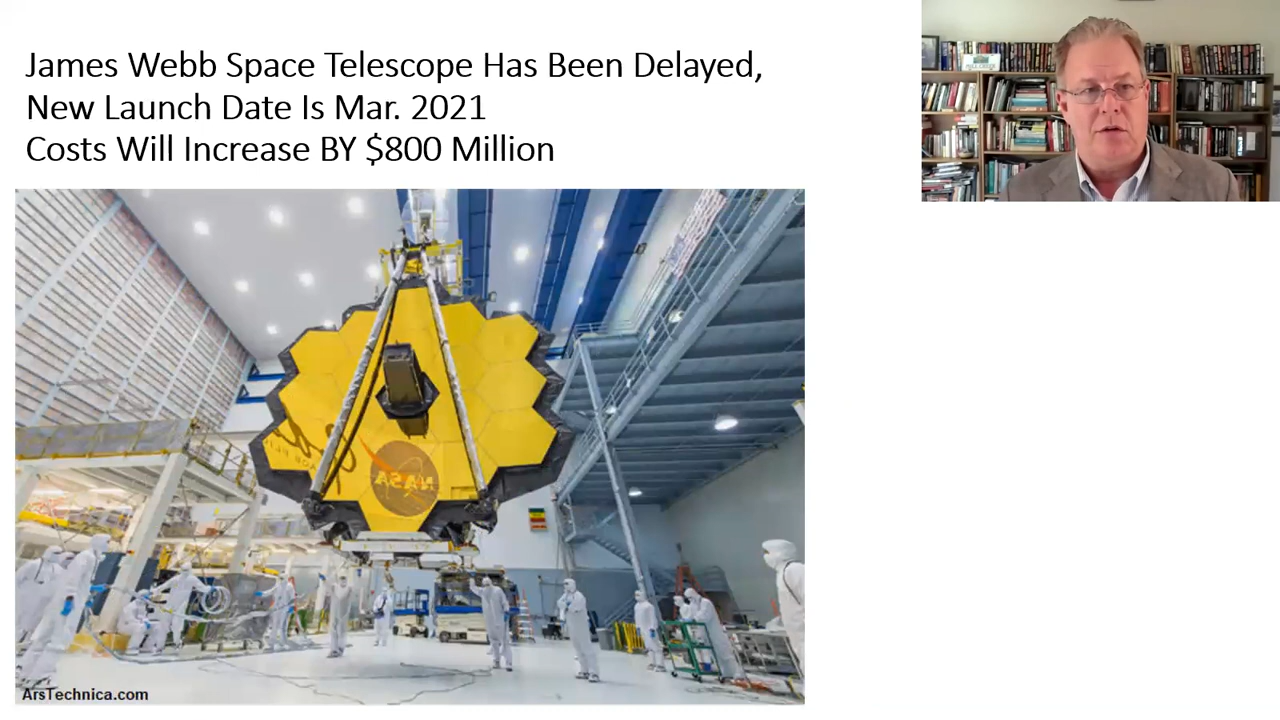 James Webb Space Telescope Has Been Delayed,
New Launch Date Is Mar. 2021
Costs Will Increase BY $800 Million
NASA
ArsTechnica.com